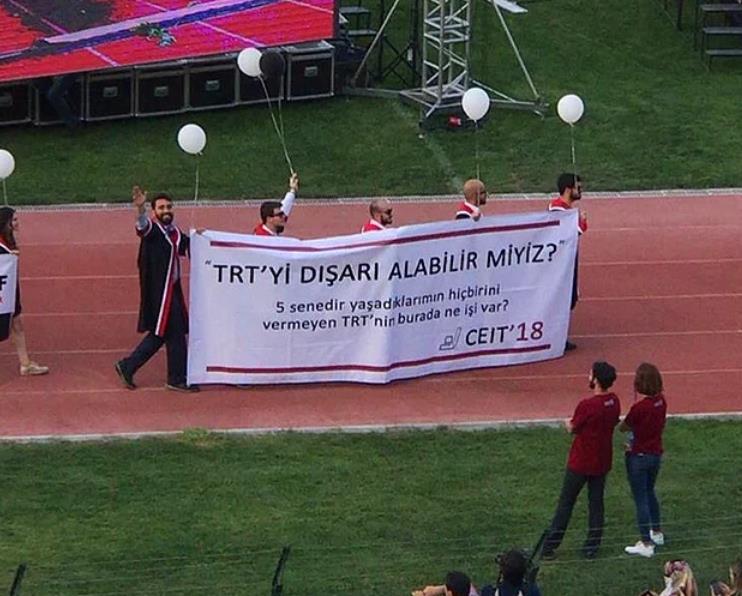 "TRT'Yİ DIŞARI ALABİLİR MİYİZ?"
5 senedir yaşadıklarımın hiçbirini
vermeyen TRT'nin burada ne işi var?
CEIT'18
F